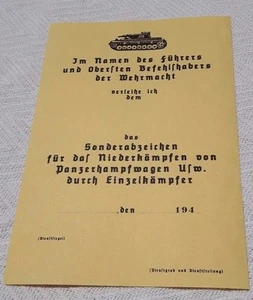 Im Namen des Führers
und Obersten Befehlshabers
der Wehrmacht
verleihe ich
dem
das
Sonderabzeichen
für das Niederkämpfen von
Panzerkampfwagen Usw.
durch Einzelkämpfer
,den 194
(Dienstsiegel)
(Dienstgrad und Dienststellung)